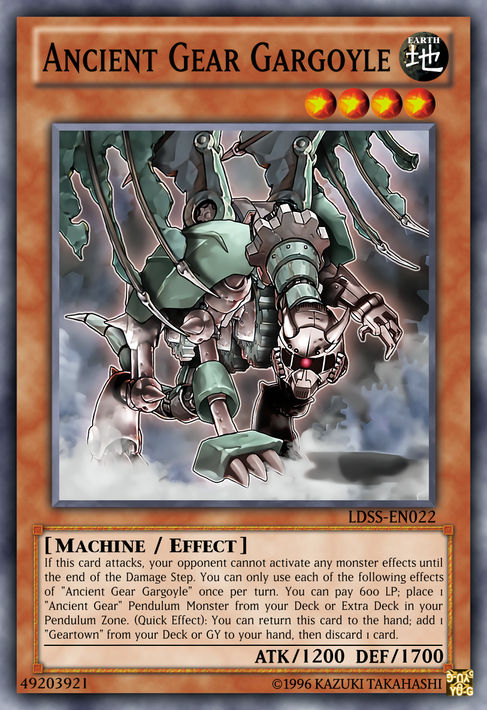 ANCIENT GEAR GARGOYLE
EARTH
地
LDSS-EN022
[MACHINE / EFFECT]
If this card attacks, your opponent cannot activate any monster effects until
the end of the Damage Step. You can only use each of the following effects
of "Ancient Gear Gargoyle" once per turn. You can pay 600 LP; place 1
"Ancient Gear" Pendulum Monster from your Deck or Extra Deck in your
Pendulum Zone. (Quick Effect): You can return this card to the hand; add 1
"Geartown" from your Deck or GY to your hand, then discard 1 card.
ATK/1200 DEF/1700
49203921
©1996 KAZUKI TAKAHASHI